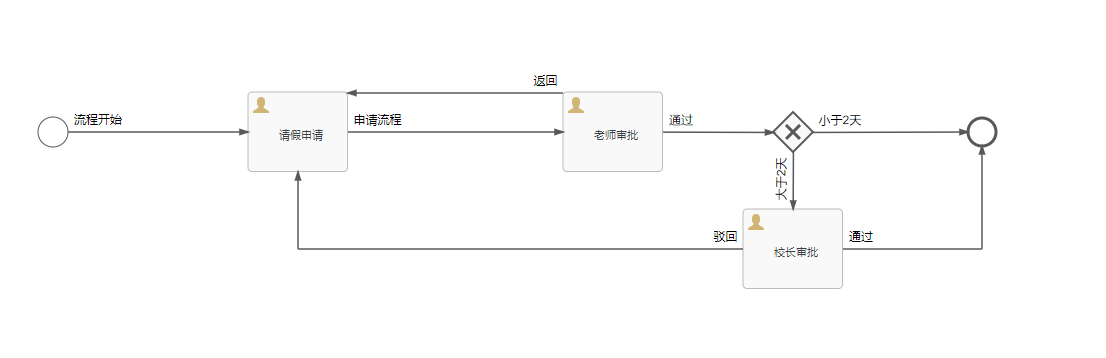 返回
流程开始
申请流程
通过
小于2天
请假申请
老师审批
大于2天
驳回
通过
校长审批